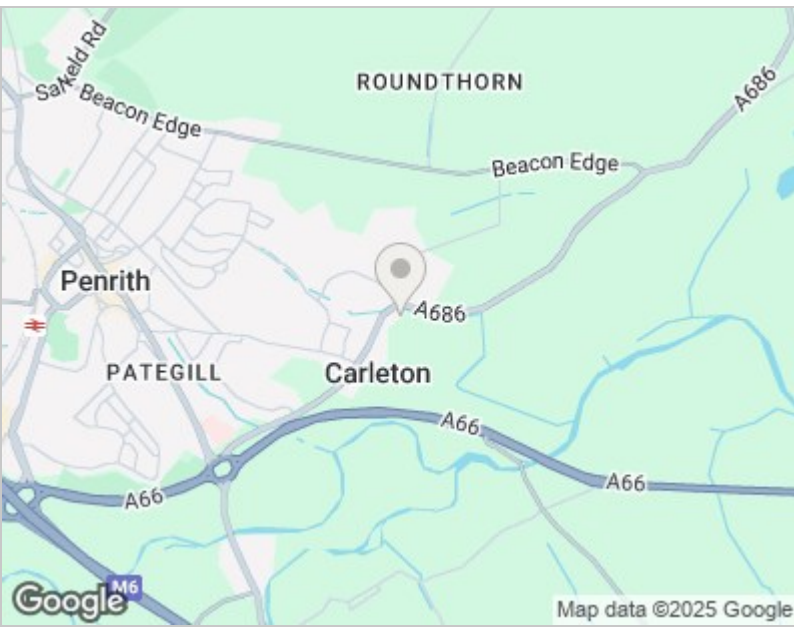 Salkeld Rd
Beacon Edge
ROUNDTHORN
A686
Beacon Edge
Penrith
A686
PATEGILL
Carleton
A66
A66
A66
M6
Google
Map data ©2025 Google